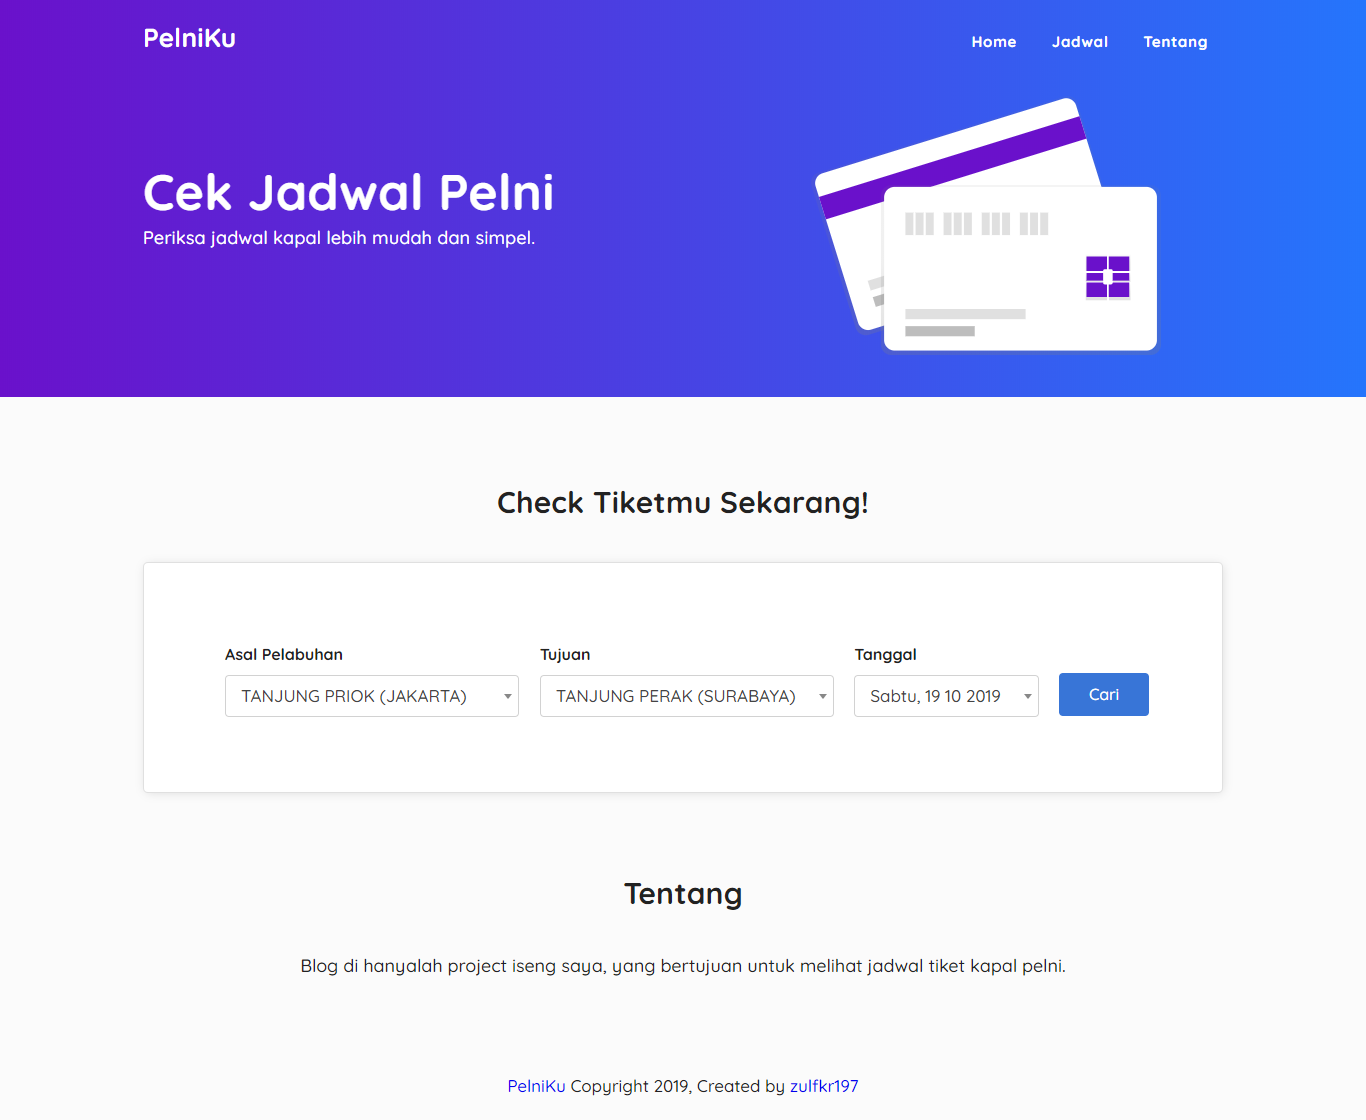 PelniKu
Home Jadwal Tentang
Cek Jadwal Pelni
Periksa jadwal kapal lebih mudah dan simpel.
Check Tiketmu Sekarang!
Asal Pelabuhan Tujuan Tanggal
TANJUNG PRIOK (JAKARTA) TANJUNG PERAK (SURABAYA) Sabtu, 19 10 2019 Cari
Tentang
Blog di hanyalah project iseng saya, yang bertujuan untuk melihat jadwal tiket kapal pelni.
PelniKu Copyright 2019, Created by zulfkr197